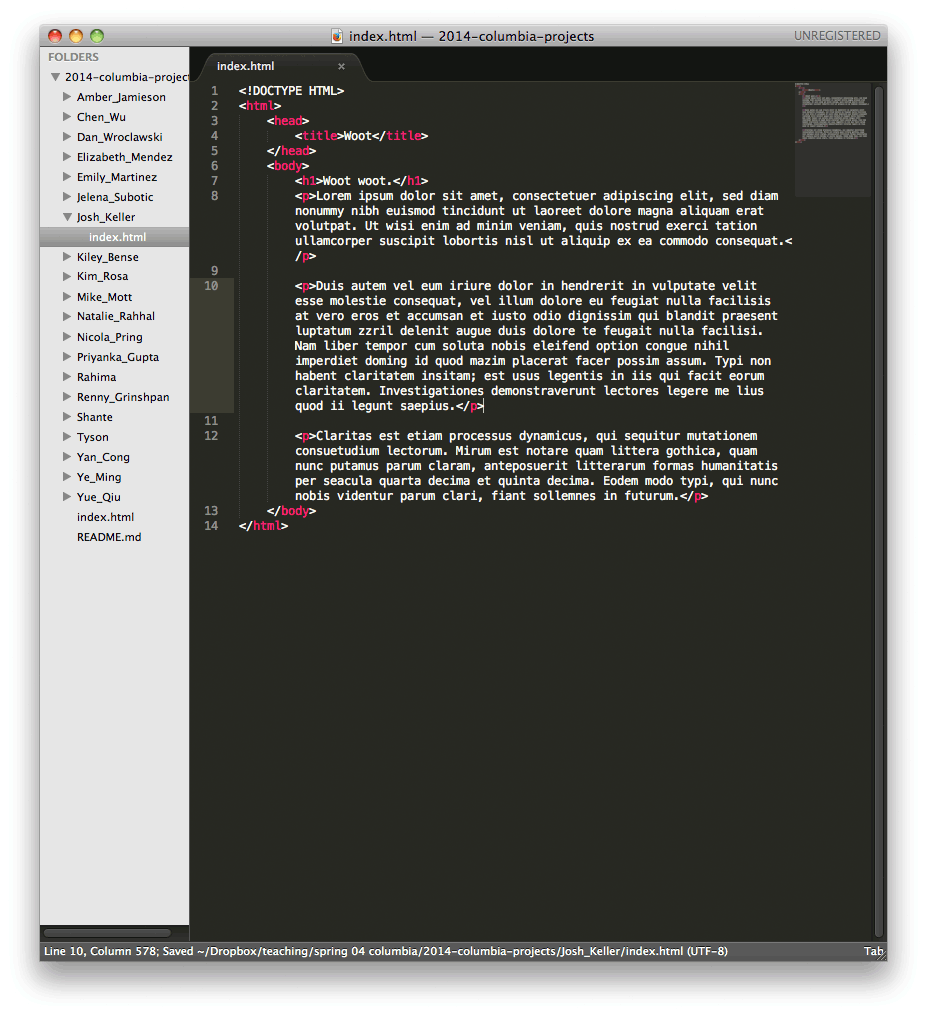 index.html — 2014-columbia-projects
UNREGISTERED
FOLDERS
2014-columbia-project
Amber_Jamieson
Chen_Wu
Dan_Wroclawski
Elizabeth_Mendez
Emily_Martinez
Jelena_Subotic
Josh_Keller
index.html
Kiley_Bense
Kim_Rosa
Mike_Mott
Natalie_Rahhal
Nicola_Pring
Priyanka_Gupta
Rahima
Renny_Grinshpan
Shante
Tyson
Yan_Cong
Ye_Ming
Yue_Qiu
index.html
README.md
index.html ×
1 <!DOCTYPE HTML>
2 <html>
3 <head>
4 <title>Woot</title>
5 </head>
6 <body>
7 <h1>Woot woot.</h1>
8 <p>Lorem ipsum dolor sit amet, consectetuer adipiscing elit, sed diam
nonummy nibh euismod tincidunt ut laoreet dolore magna aliquam erat
volutpat. Ut wisi enim ad minim veniam, quis nostrud exerci tation
ullamcorper suscipit lobortis nisl ut aliquip ex ea commodo consequat.<
/p>
9
10 <p>Duis autem vel eum iriure dolor in hendrerit in vulputate velit
esse molestie consequat, vel illum dolore eu feugiat nulla facilisis
at vero eros et accumsan et iusto odio dignissim qui blandit praesent
luptatum zzril delenit augue duis dolore te feugait nulla facilisi.
Nam liber tempor cum soluta nobis eleifend option congue nihil
imperdiet doming id quod mazim placerat facer possim assum. Typi non
habent claritatem insitam; est usus legentis in iis qui facit eorum
claritatem. Investigationes demonstraverunt lectores legere me lius
quod ii legunt saepius.</p>
11
12 <p>Claritas est etiam processus dynamicus, qui sequitur mutationem
consuetudium lectorum. Mirum est notare quam littera gothica, quam
nunc putamus parum claram, anteposuerit litterarum formas humanitatis
per seacula quarta decima et quinta decima. Eodem modo typi, qui nunc
nobis videntur parum clari, fiant sollemnes in futurum.</p>
13 </body>
14 </html>
Line 10, Column 578; Saved ~/Dropbox/teaching/spring 04 columbia/2014-columbia-projects/Josh_Keller/index.html (UTF-8)
Tab